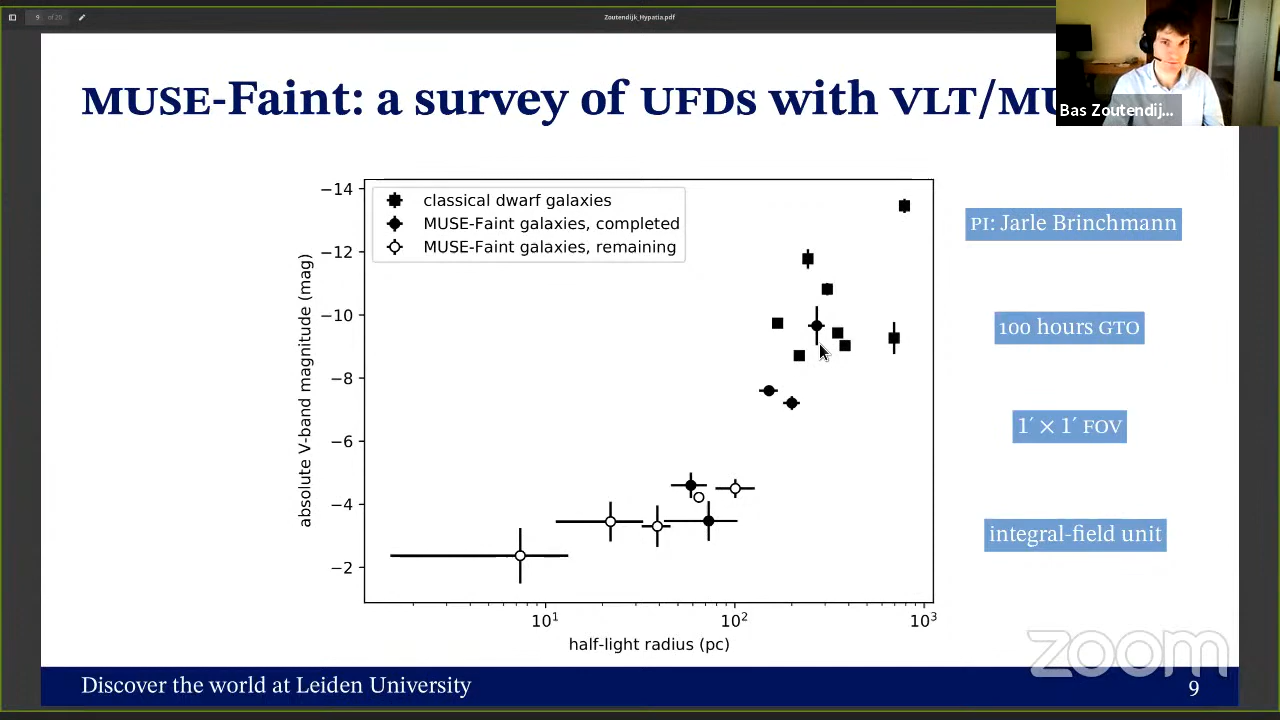 9 of 20
Zoutendijk_Hypatia.pdf
MUSE-Faint: a survey of UFDs with VLT/MU
Bas Zoutendij...
classical dwarf galaxies
MUSE-Faint galaxies, completed
MUSE-Faint galaxies, remaining
absolute V-band magnitude (mag)
−14
−12
−10
−8
−6
−4
−2
10¹
10²
10³
half-light radius (pc)
PI: Jarle Brinchmann
100 hours GTO
1′ × 1′ FOV
integral-field unit
zoom
Discover the world at Leiden University
9